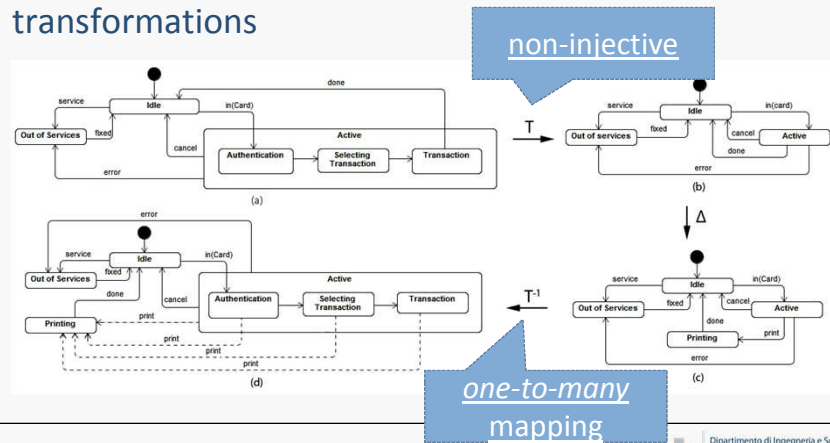 transformations
non-injective
done
service
Idle
in(Card)
Out of Services
fixed
cancel
Active
Authentication
Selecting
Transaction
Transaction
error
(a)
T
service
Idle
in(card)
Out of services
fixed
cancel
Active
done
error
(b)
Δ
error
service
Idle
in(Card)
Out of Services
fixed
Active
done
cancel
Authentication
Selecting
Transaction
Transaction
Printing
print
print
print
(d)
T-1
service
Idle
in(Card)
Out of Services
fixed
cancel
Active
done
print
Printing
error
(c)
one-to-many
mapping
Dipartimento di Ingegneria e S